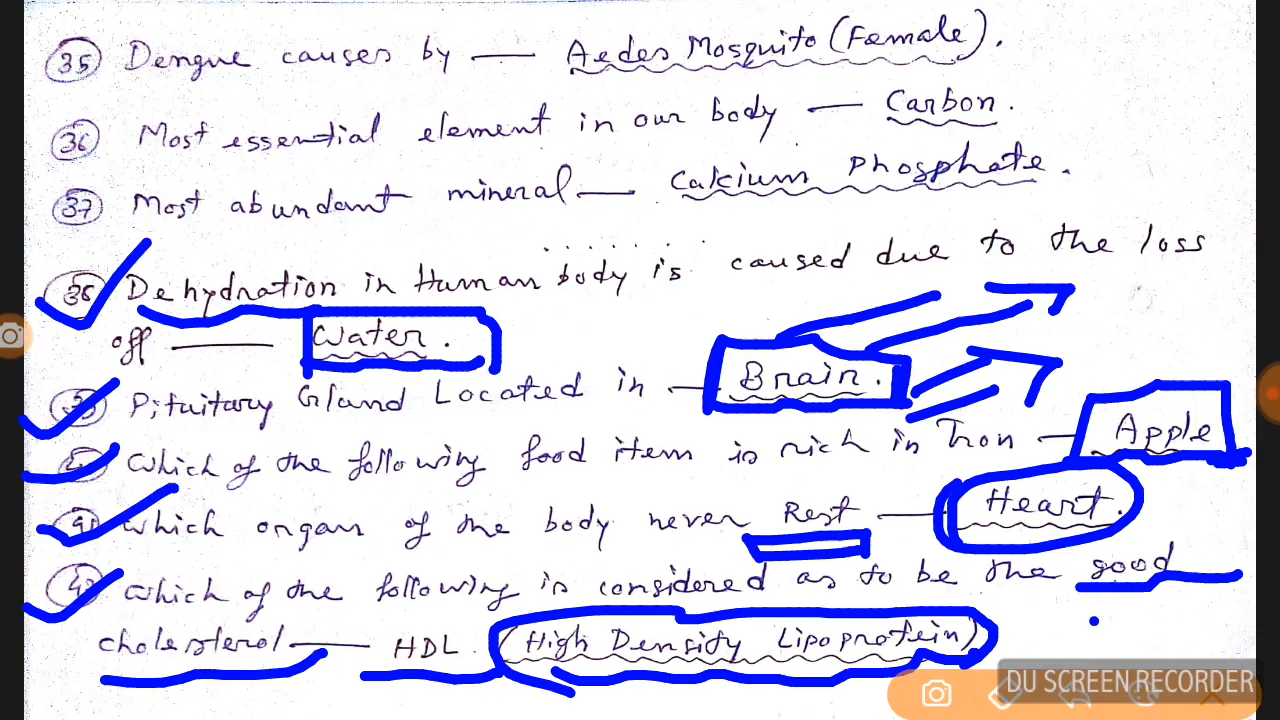 35 Dengue causes by — Aedes Mosquito (Female).
36 Most essential element in our body — Carbon.
37 Most abundant mineral — Calcium Phosphate.
38 Dehydration in Human body is caused due to the loss
off — Water.
Pituitary Gland Located in — Brain.
Which of the following food item is rich in Iron — Apple
41 Which organ of the body never Rest — Heart.
Which of the following is considered as to be the good
cholesterol — HDL. (High Density Lipoprotein)
DU SCREEN RECORDER